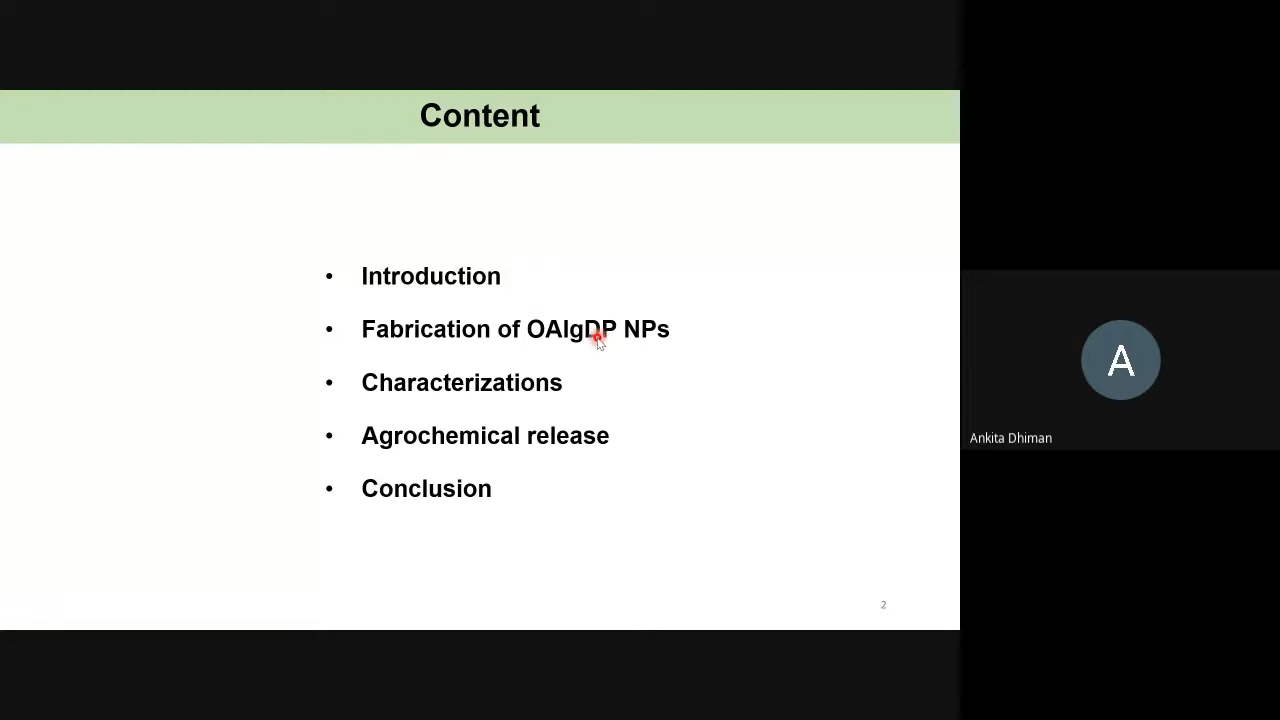 Content
• Introduction
• Fabrication of OAlgDP NPs
• Characterizations
• Agrochemical release
• Conclusion
2
A
Ankita Dhiman